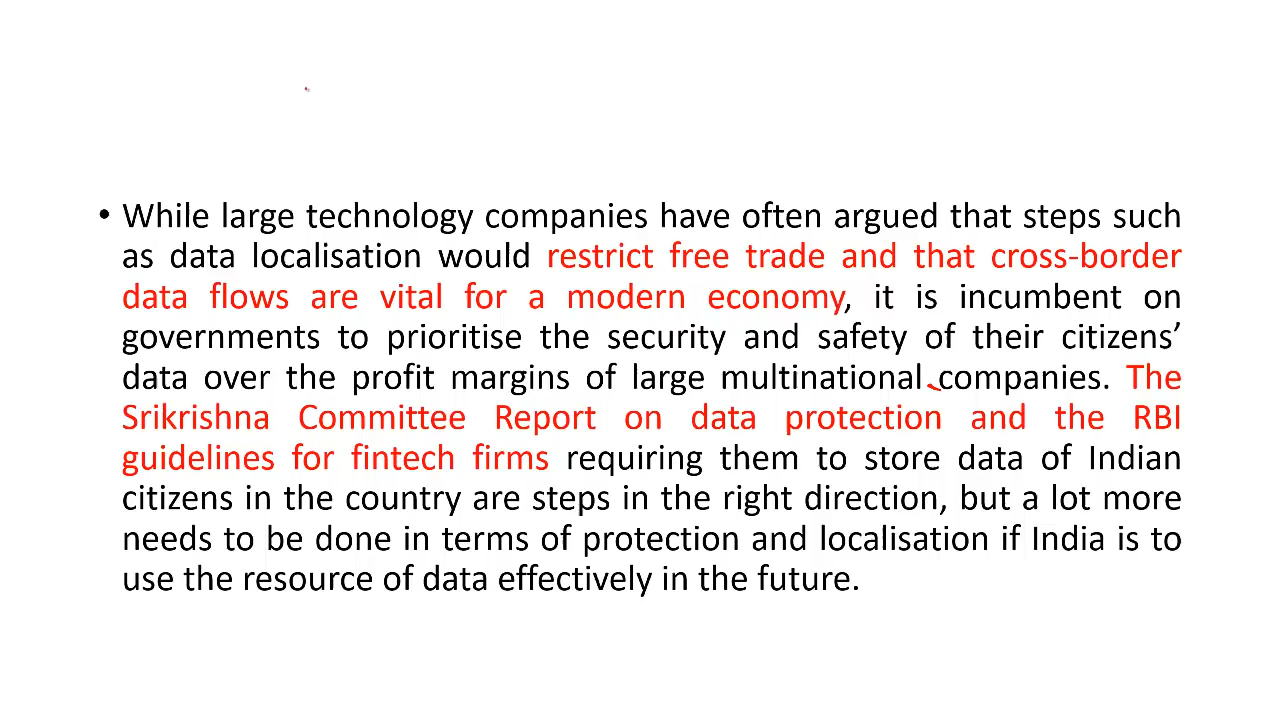 • While large technology companies have often argued that steps such
as data localisation would restrict free trade and that cross-border
data flows are vital for a modern economy, it is incumbent on
governments to prioritise the security and safety of their citizens’
data over the profit margins of large multinational companies. The
Srikrishna Committee Report on data protection and the RBI
guidelines for fintech firms requiring them to store data of Indian
citizens in the country are steps in the right direction, but a lot more
needs to be done in terms of protection and localisation if India is to
use the resource of data effectively in the future.